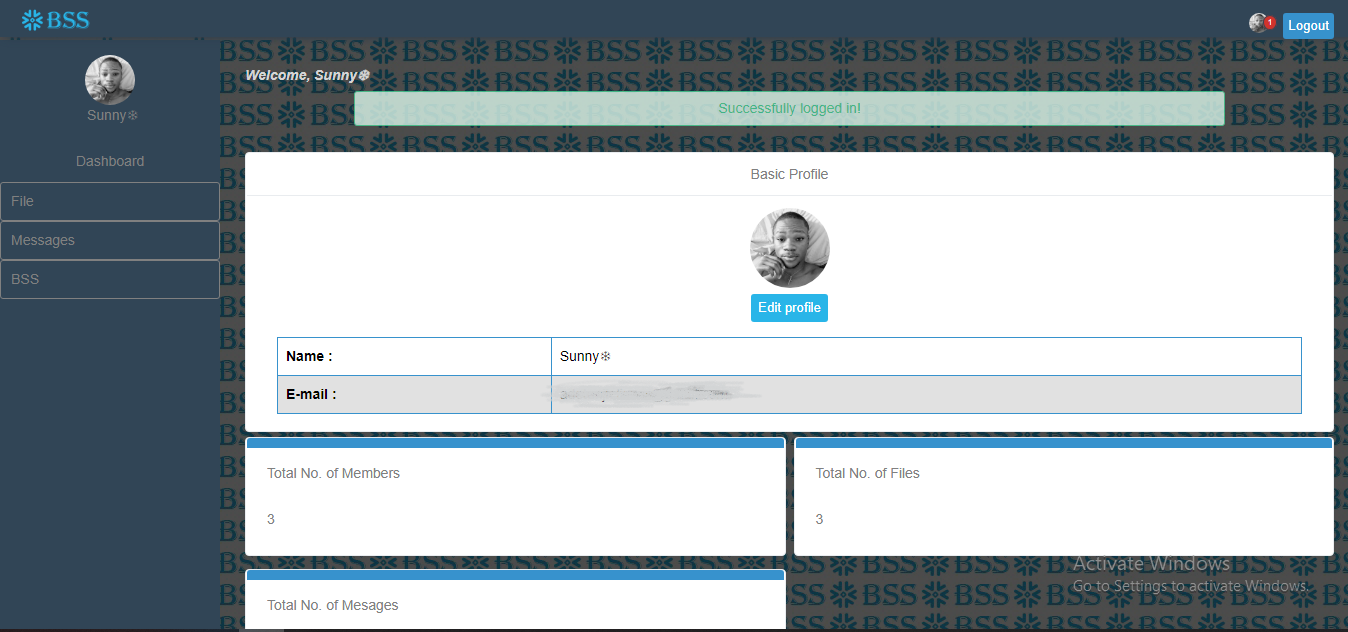 BSS
1
Logout
Sunny❄
Dashboard
File
Messages
BSS
Welcome, Sunny❄
Successfully logged in!
Basic Profile
Edit profile
Name :
Sunny❄
E-mail :
Total No. of Members
3
Total No. of Files
3
Total No. of Mesages
Activate Windows
Go to Settings to activate Windows.